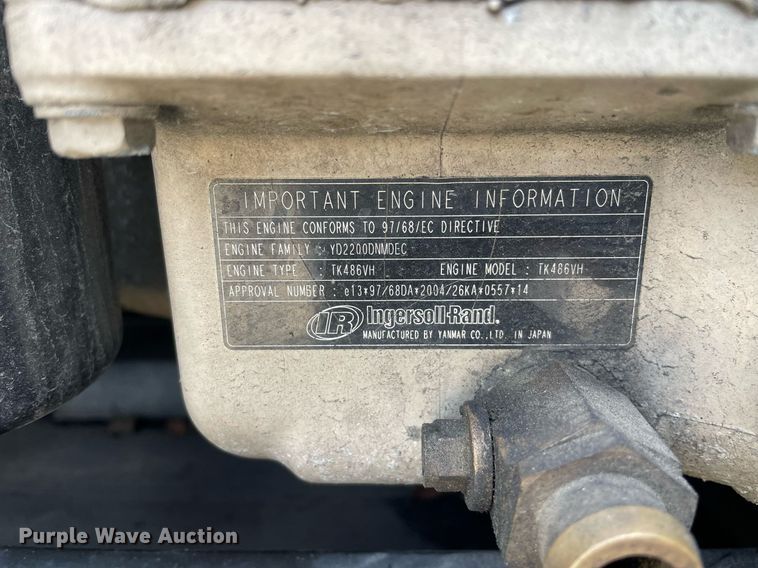 IMPORTANT ENGINE INFORMATION
THIS ENGINE CONFORMS TO 97/68/EC DIRECTIVE
ENGINE FAMILY : YD2200DNMDEC
ENGINE TYPE : TK486VH ENGINE MODEL : TK486VH
APPROVAL NUMBER : e13*97/68DA*2004/26KA*0557*14
IR Ingersoll-Rand.
MANUFACTURED BY YANMAR CO.,LTD. IN JAPAN
Purple Wave Auction